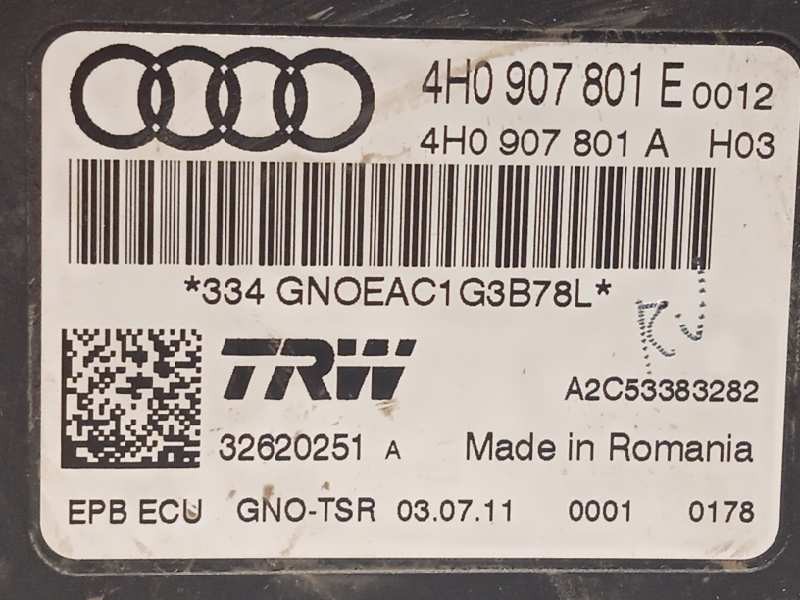 4H0 907 801 E 0012
4H0 907 801 A H03
*334 GNOEAC1G3B78L*
TRW
A2C53383282
32620251 A Made in Romania
EPB ECU GNO-TSR 03.07.11 0001 0178